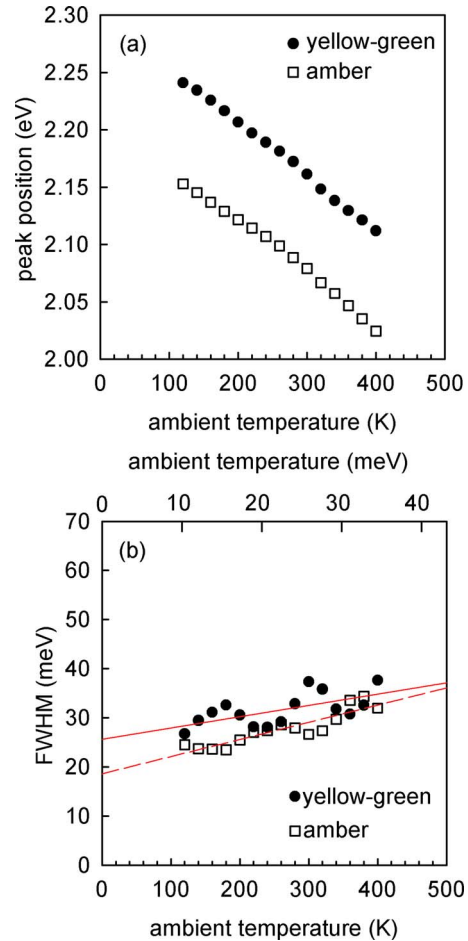 2.30
(a)
yellow-green
amber
2.25
2.20
2.15
2.10
2.05
2.00
peak position (eV)
0 100 200 300 400 500
ambient temperature (K)
ambient temperature (meV)
0 10 20 30 40
70
(b)
60
50
40
30
20
10
0
FWHM (meV)
yellow-green
amber
0 100 200 300 400 500
ambient temperature (K)